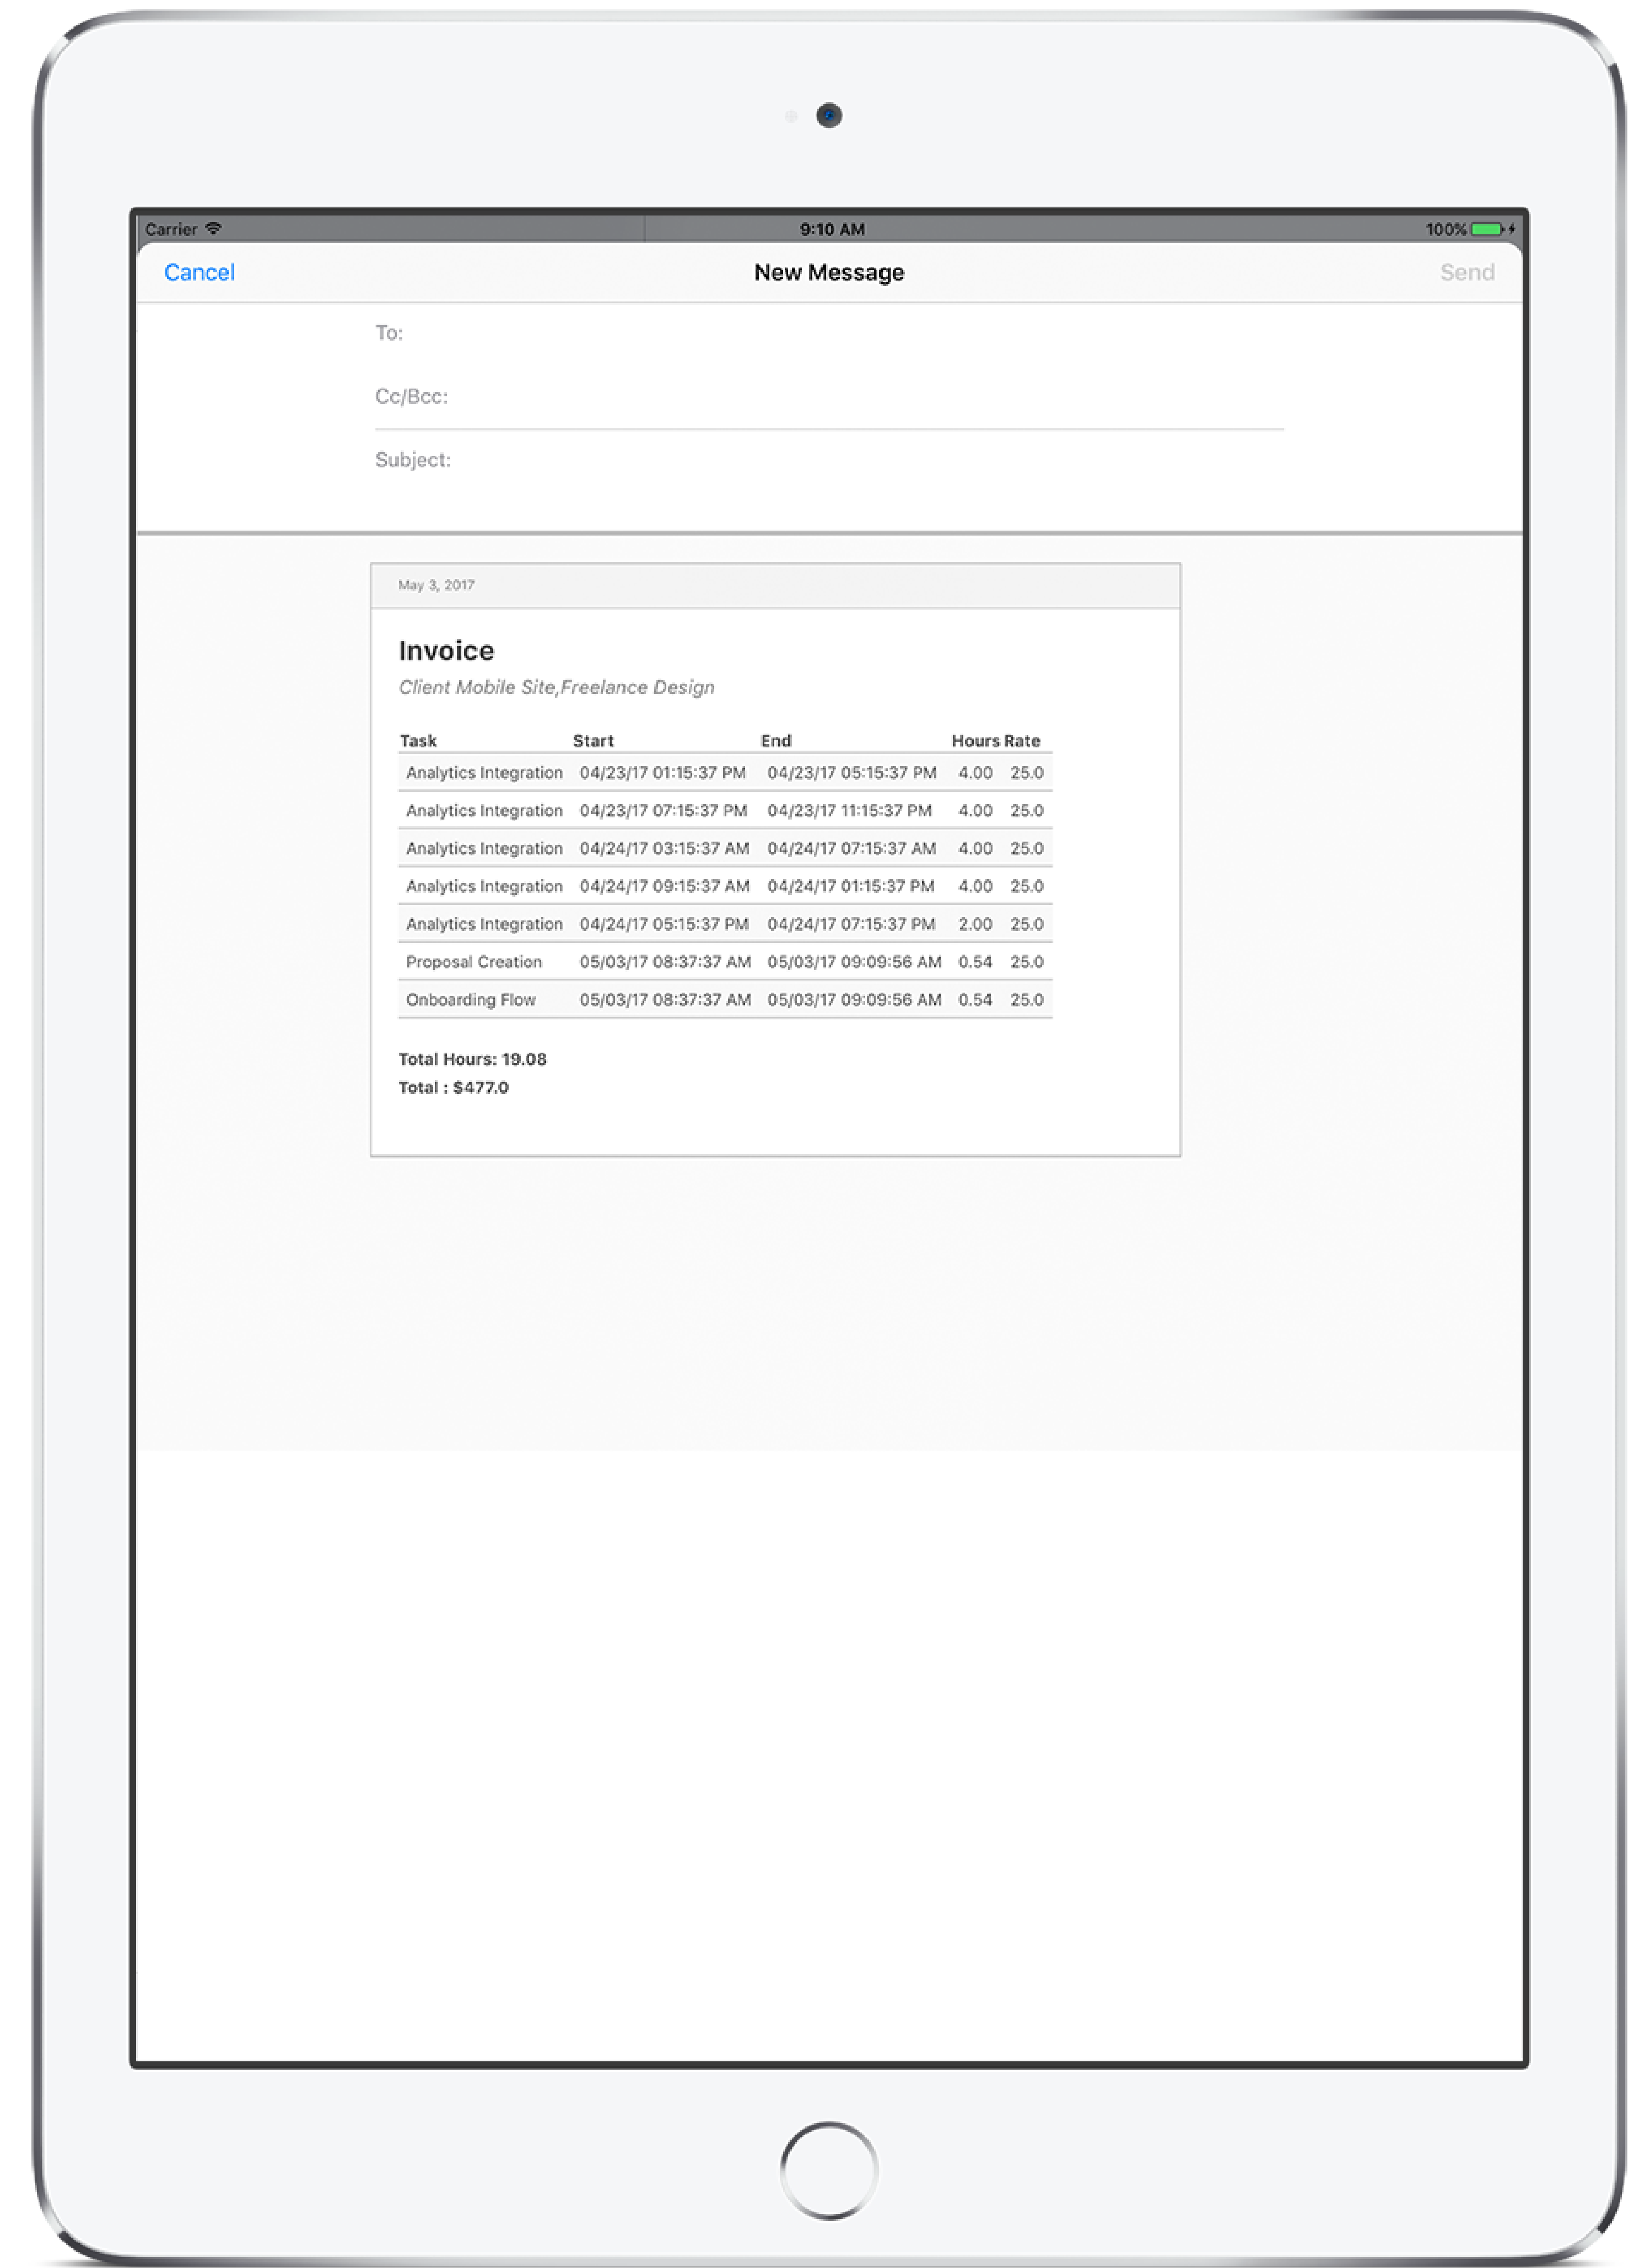 Carrier 9:10 AM 100%
Cancel New Message Send
To:
Cc/Bcc:
Subject:
May 3, 2017
Invoice
Client Mobile Site,Freelance Design
Task Start End Hours Rate
Analytics Integration 04/23/17 01:15:37 PM 04/23/17 05:15:37 PM 4.00 25.0
Analytics Integration 04/23/17 07:15:37 PM 04/23/17 11:15:37 PM 4.00 25.0
Analytics Integration 04/24/17 03:15:37 AM 04/24/17 07:15:37 AM 4.00 25.0
Analytics Integration 04/24/17 09:15:37 AM 04/24/17 01:15:37 PM 4.00 25.0
Analytics Integration 04/24/17 05:15:37 PM 04/24/17 07:15:37 PM 2.00 25.0
Proposal Creation 05/03/17 08:37:37 AM 05/03/17 09:09:56 AM 0.54 25.0
Onboarding Flow 05/03/17 08:37:37 AM 05/03/17 09:09:56 AM 0.54 25.0
Total Hours: 19.08
Total : $477.0